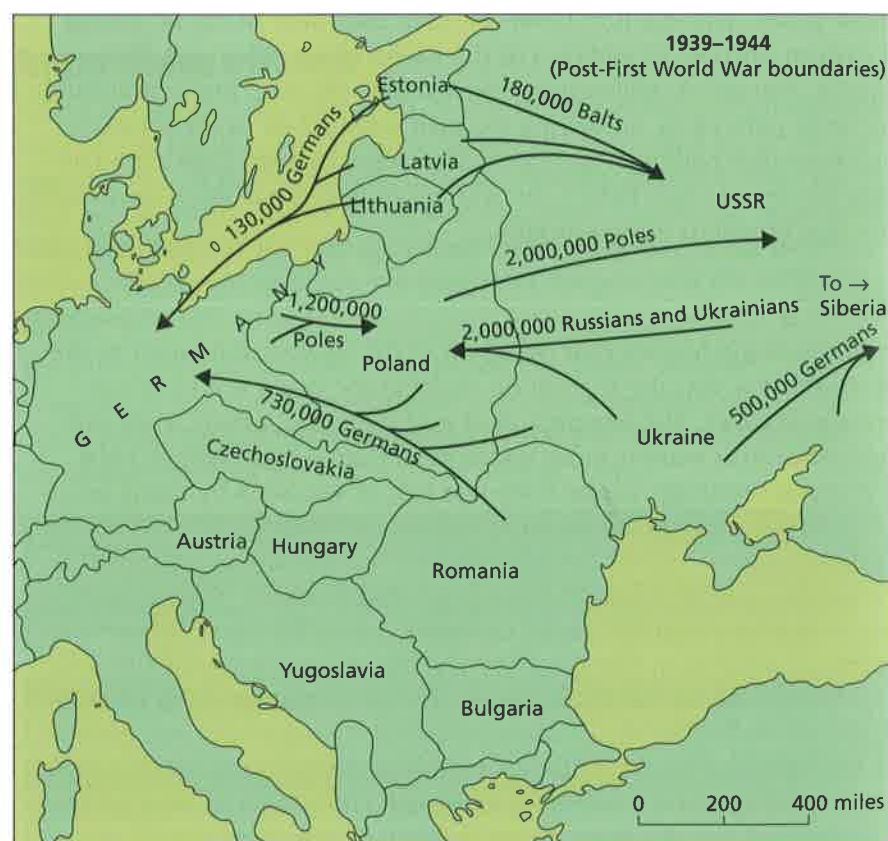 1939–1944
(Post-First World War boundaries)
Estonia
180,000 Balts
130,000 Germans
Latvia
LIthuania
USSR
2,000,000 Poles
To →
Siberia
GERMANY
1,200,000
Poles
2,000,000 Russians and Ukrainians
Poland
500,000 Germans
730,000 Germans
Ukraine
Czechoslovakia
Austria
Hungary
Romania
Yugoslavia
Bulgaria
0 200 400 miles
0